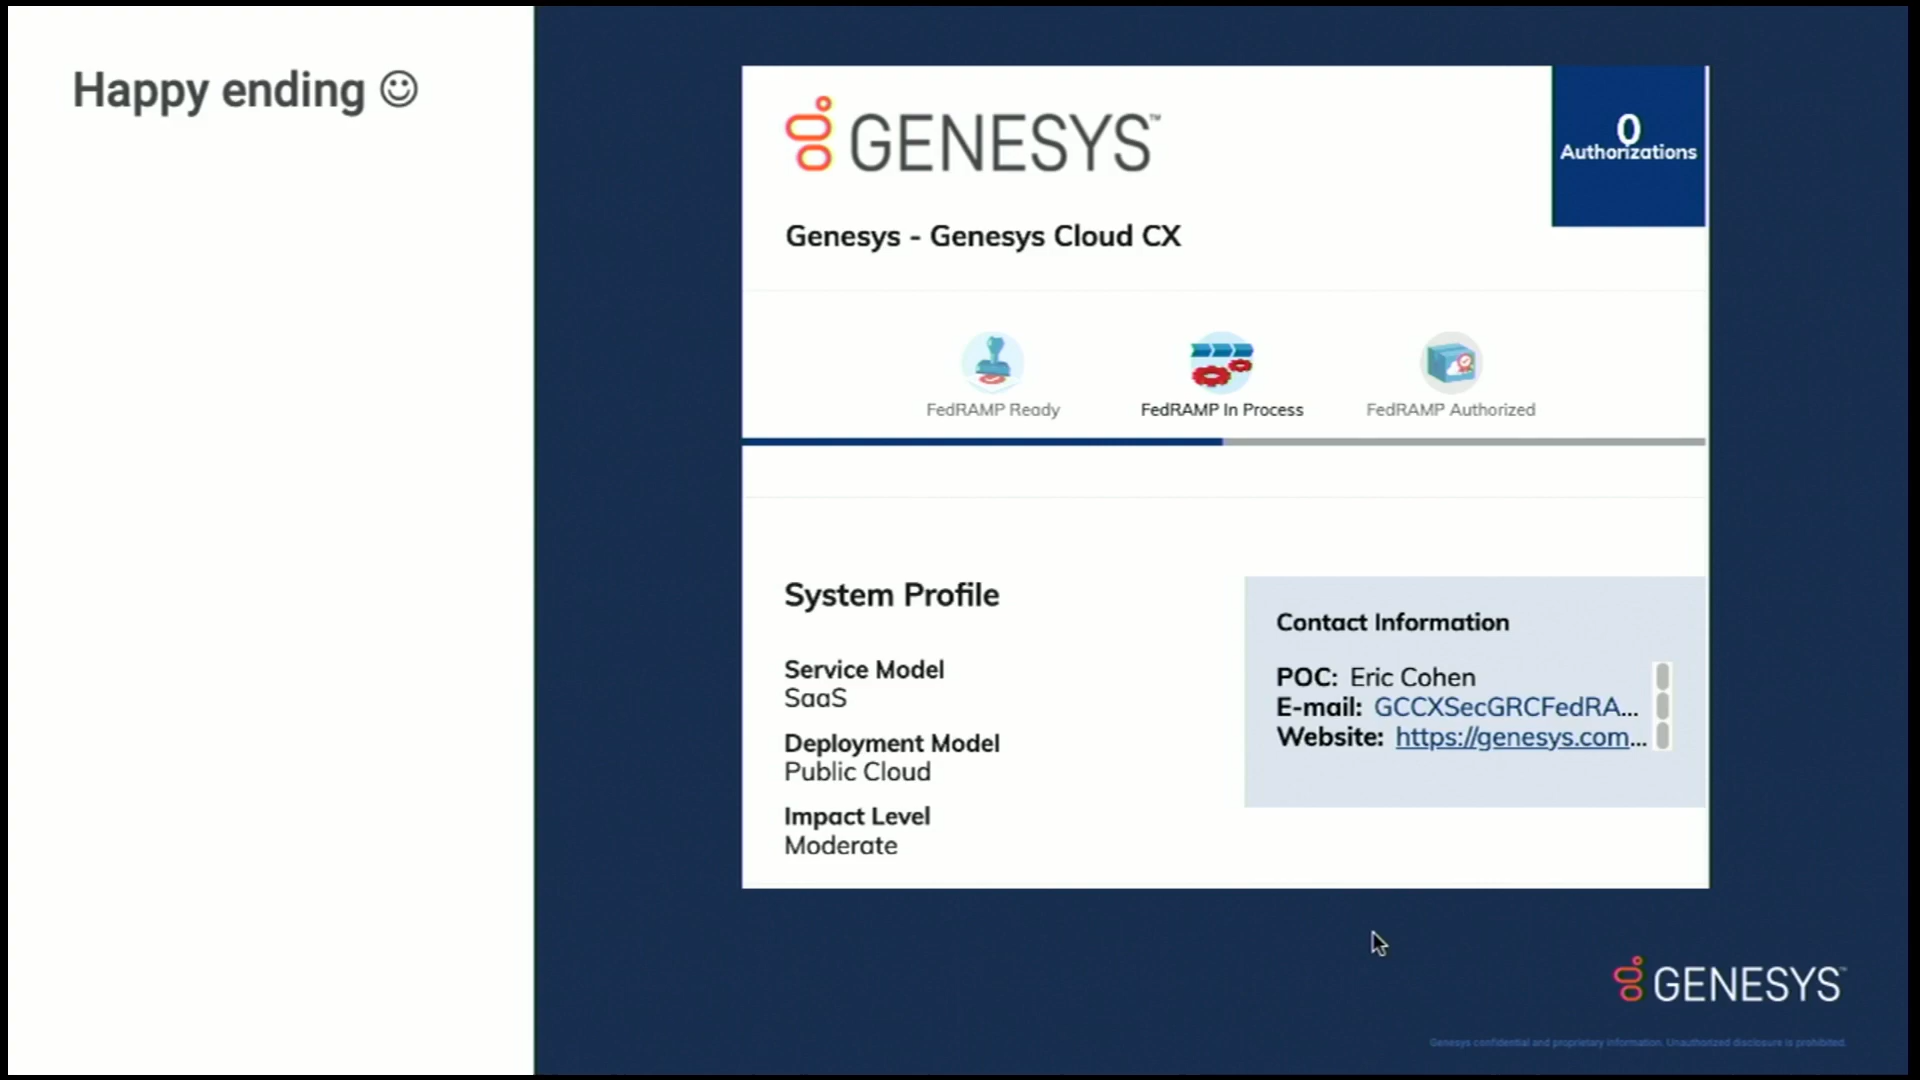 Happy ending ☺
GENESYS™
0
Authorizations
Genesys - Genesys Cloud CX
FedRAMP Ready
FedRAMP In Process
FedRAMP Authorized
System Profile
Service Model
SaaS
Deployment Model
Public Cloud
Impact Level
Moderate
Contact Information
POC: Eric Cohen
E-mail: GCCXSecGRCFedRA...
Website: https://genesys.com...
GENESYS™
Genesys confidential and proprietary information. Unauthorized disclosure is prohibited.